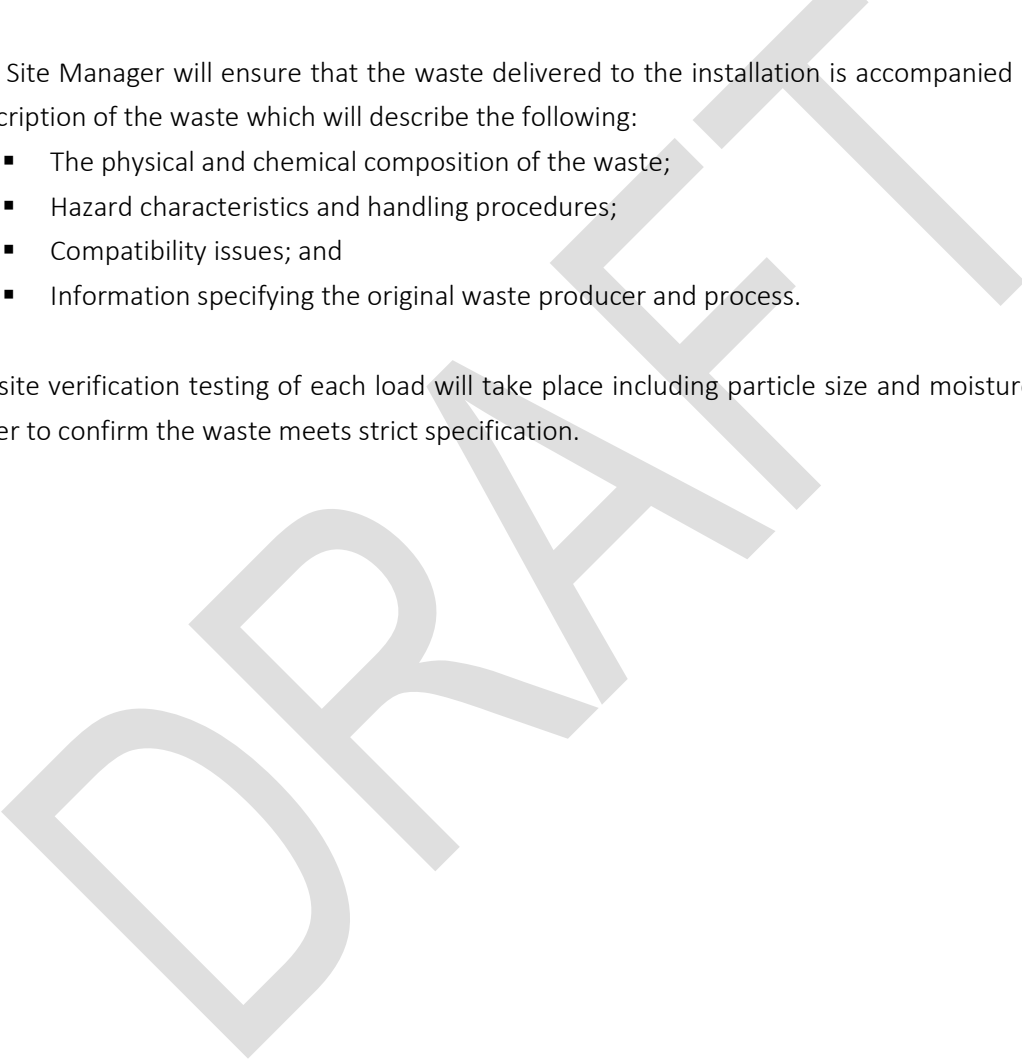 Site Manager will ensure that the waste delivered to the installation is accompanied
cription of the waste which will describe the following:
▪ The physical and chemical composition of the waste;
▪ Hazard characteristics and handling procedures;
▪ Compatibility issues; and
▪ Information specifying the original waste producer and process.
site verification testing of each load will take place including particle size and moisture
er to confirm the waste meets strict specification.
DRAFT